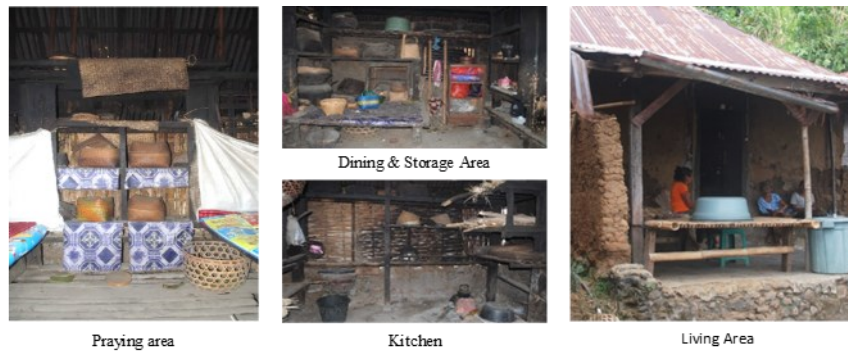 Dining & Storage Area
Praying area
Kitchen
Living Area